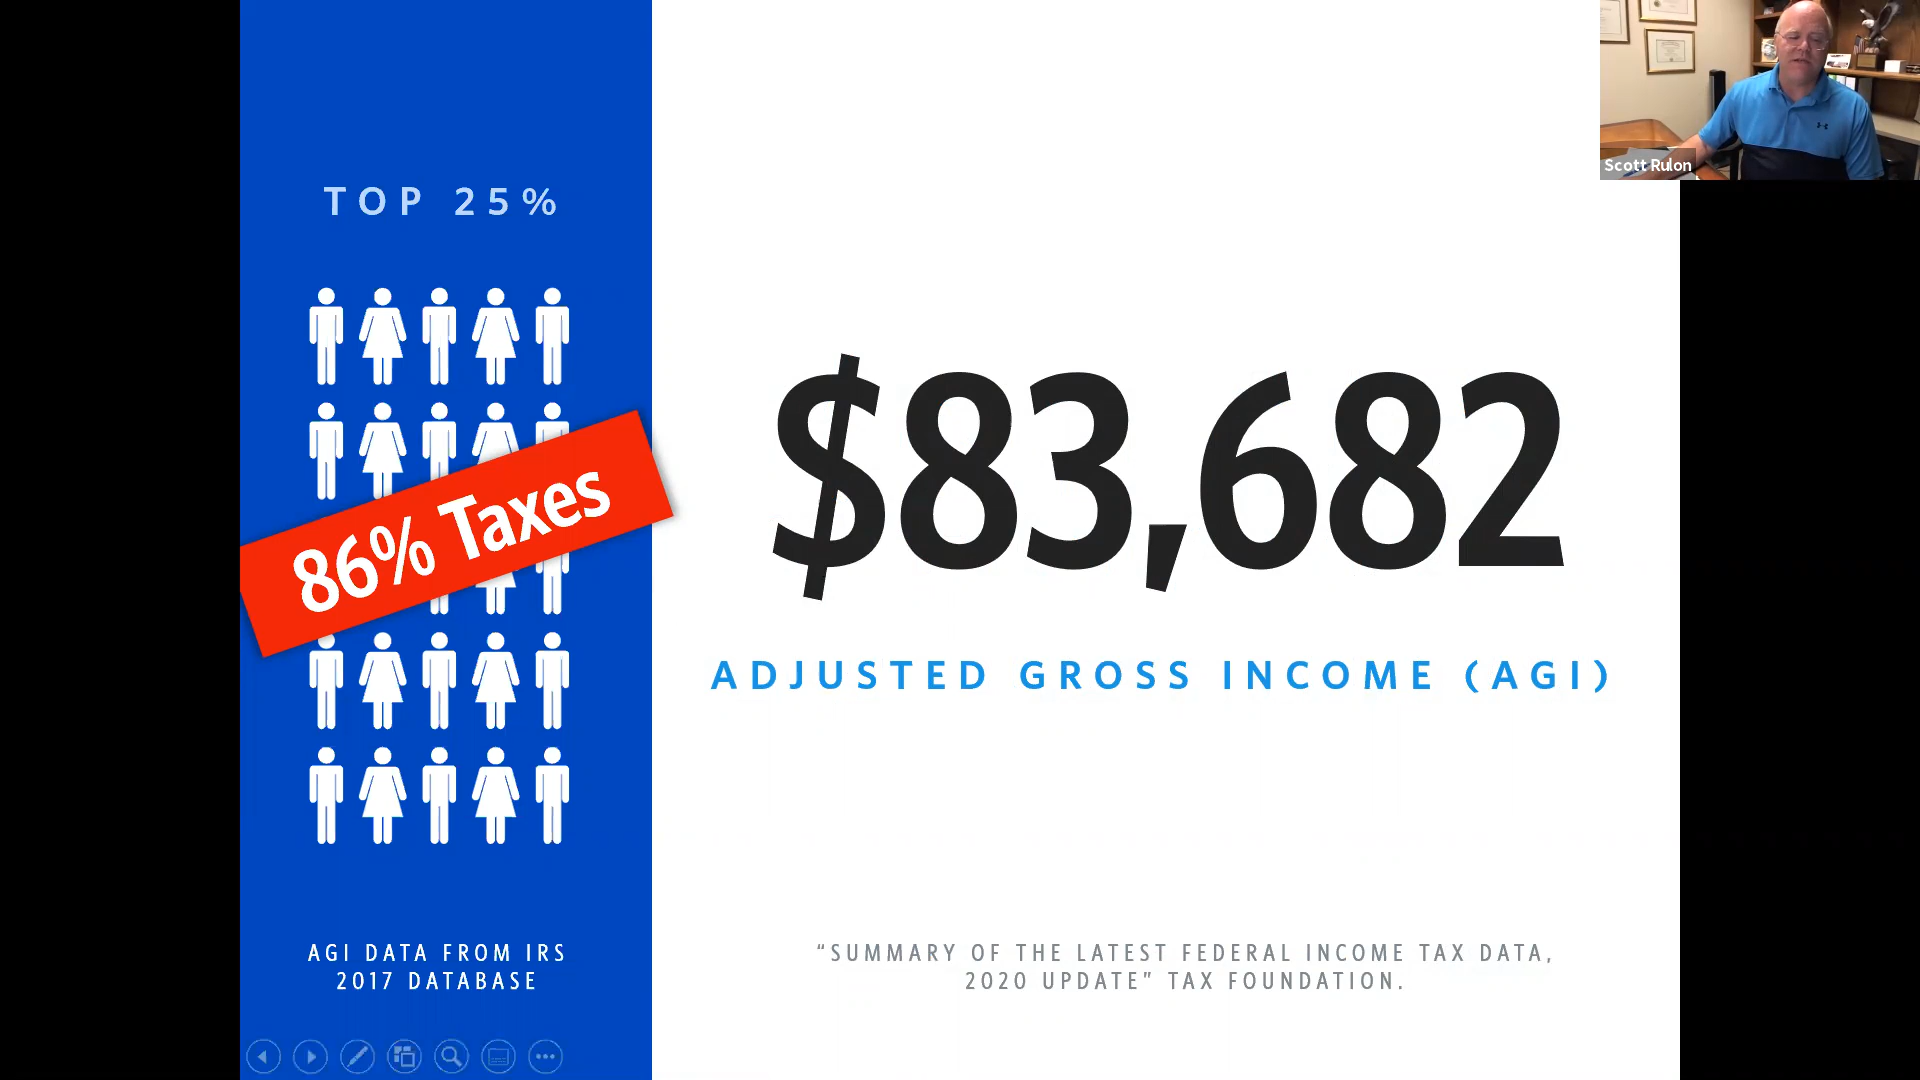 TOP 25%
86% Taxes
AGI DATA FROM IRS
2017 DATABASE
$83,682
ADJUSTED GROSS INCOME (AGI)
“SUMMARY OF THE LATEST FEDERAL INCOME TAX DATA,
2020 UPDATE” TAX FOUNDATION.
Scott Rulon